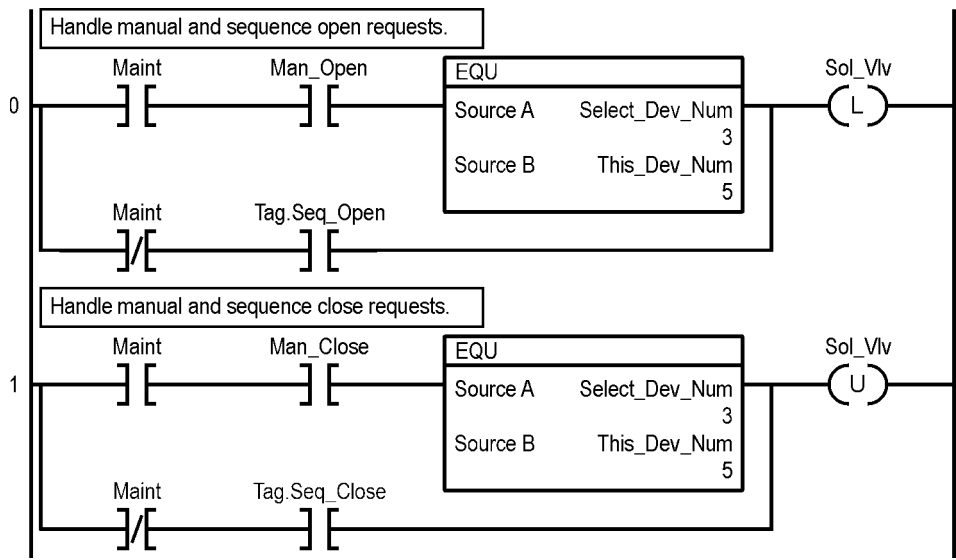 Handle manual and sequence open requests.
Maint Man_Open EQU Sol_Vlv
0 Source A Select_Dev_Num L
3
Source B This_Dev_Num
5
Maint Tag.Seq_Open
Handle manual and sequence close requests.
Maint Man_Close EQU Sol_Vlv
1 Source A Select_Dev_Num U
3
Source B This_Dev_Num
5
Maint Tag.Seq_Close